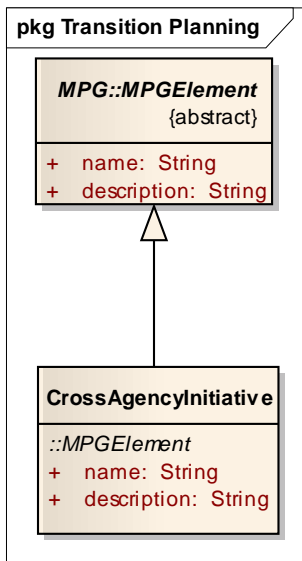 pkg Transition Planning
MPG::MPGElement
{abstract}
+ name: String
+ description: String
CrossAgencyInitiative
::MPGElement
+ name: String
+ description: String